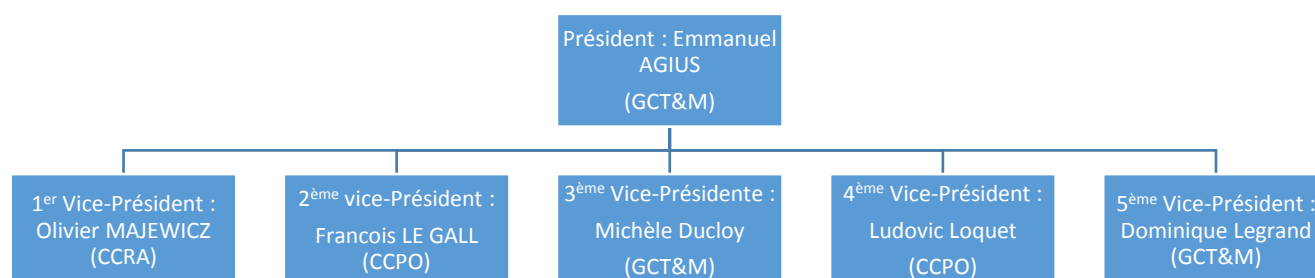 Président : Emmanuel
AGIUS
(GCT&M)
1er Vice-Président :
Olivier MAJEWICZ
(CCRA)
2ème vice-Président :
Francois LE GALL
(CCPO)
3ème Vice-Présidente :
Michèle Ducloy
(GCT&M)
4ème Vice-Président :
Ludovic Loquet
(CCPO)
5ème Vice-Président :
Dominique Legrand
(GCT&M)